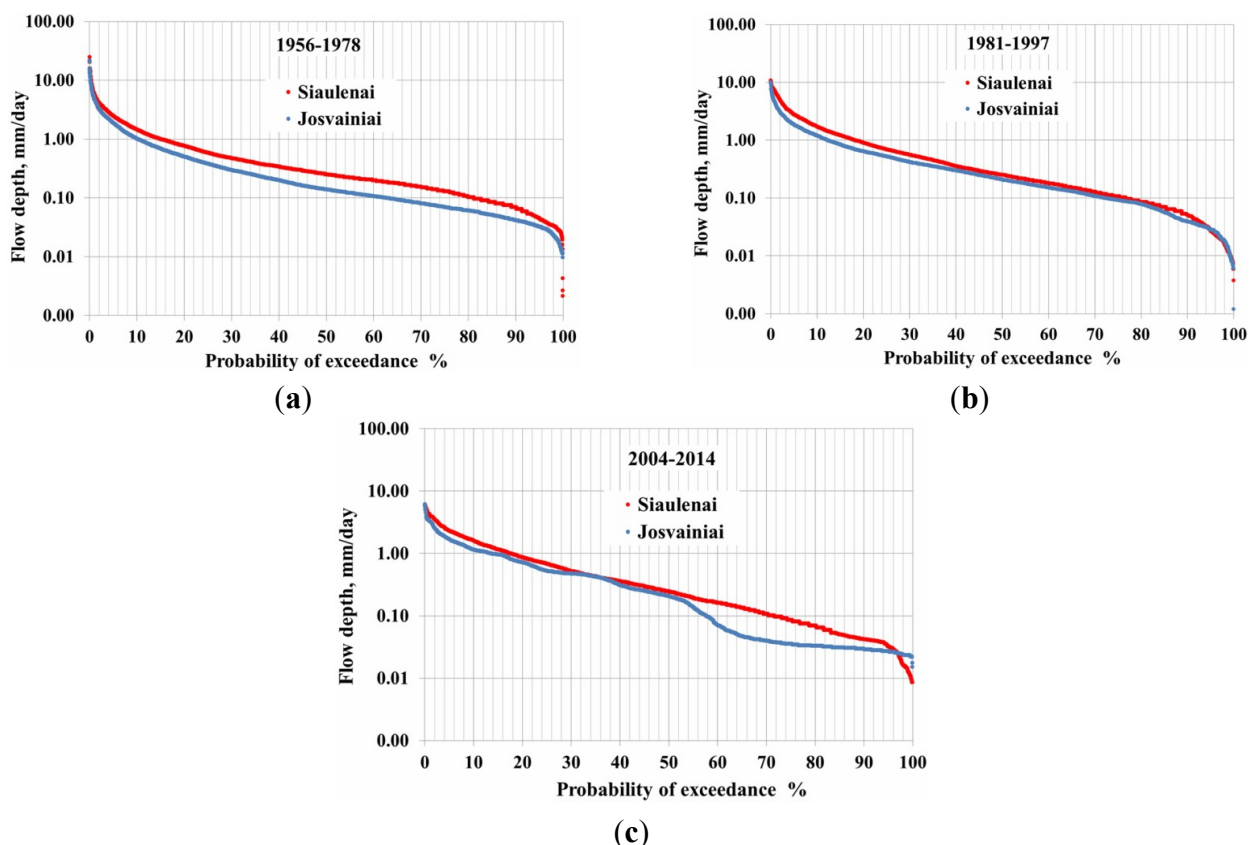 100.00
10.00
1.00
0.10
0.01
0.00
Flow depth, mm/day
1956-1978
Siaulenai
Josvainiai
0 10 20 30 40 50 60 70 80 90 100
Probability of exceedance %
(a)
100.00
10.00
1.00
0.10
0.01
0.00
Flow depth, mm/day
1981-1997
Siaulenai
Josvainiai
0 10 20 30 40 50 60 70 80 90 100
Probability of exceedance %
(b)
100.00
10.00
1.00
0.10
0.01
0.00
Flow depth, mm/day
2004-2014
Siaulenai
Josvainiai
0 10 20 30 40 50 60 70 80 90 100
Probability of exceedance %
(c)